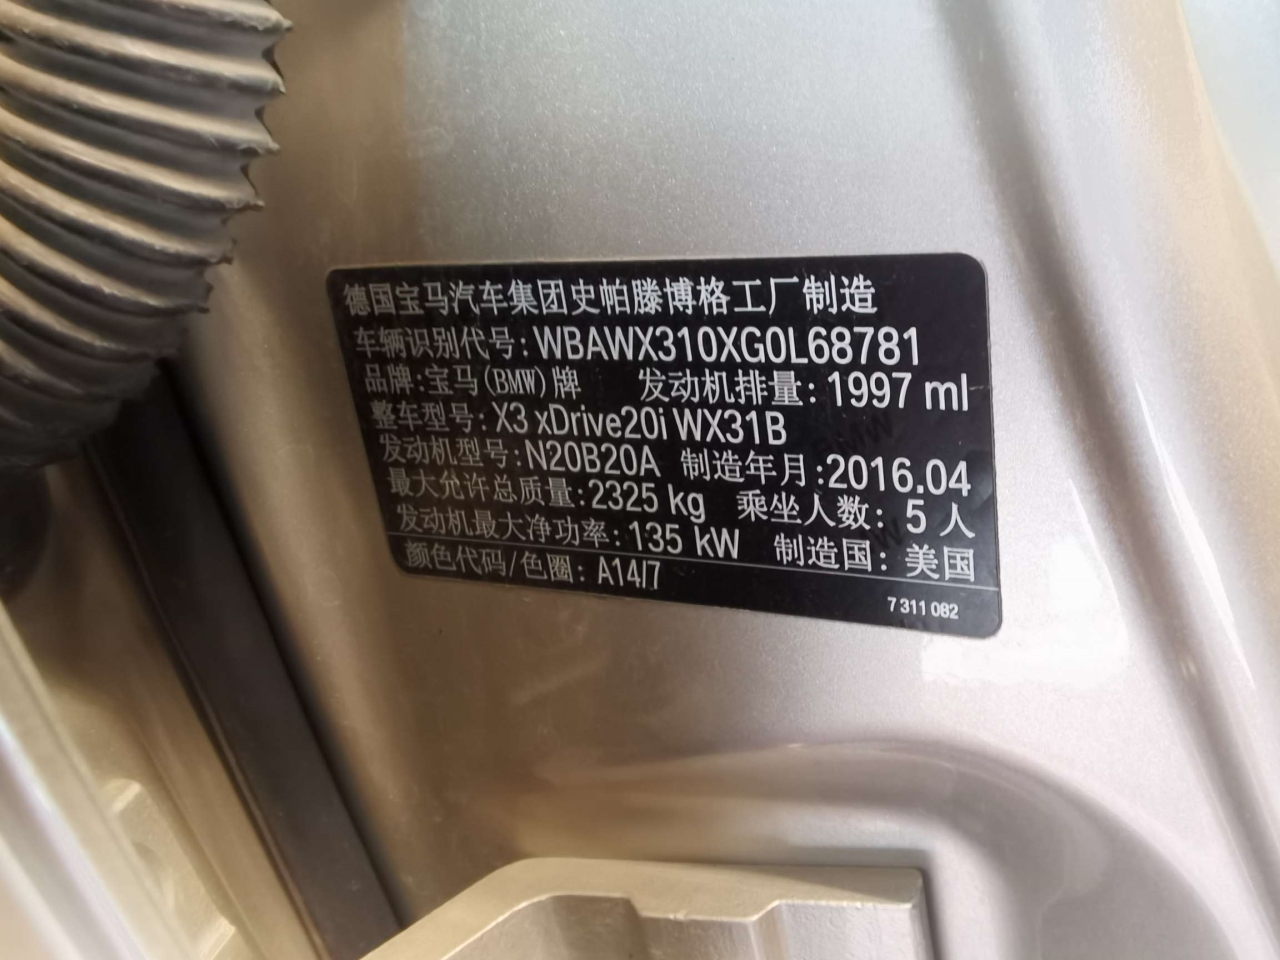 德国宝马汽车集团史帕滕博格工厂制造
车辆识别代号:WBAWX310XG0L68781
品牌:宝马(BMW)牌 发动机排量:1997 ml
整车型号:X3 xDrive20i WX31B
发动机型号:N20B20A 制造年月:2016.04
最大允许总质量:2325 kg 乘坐人数:5 人
发动机最大净功率:135 kW 制造国:美国
颜色代码/色圈:A14/7
7 311 082